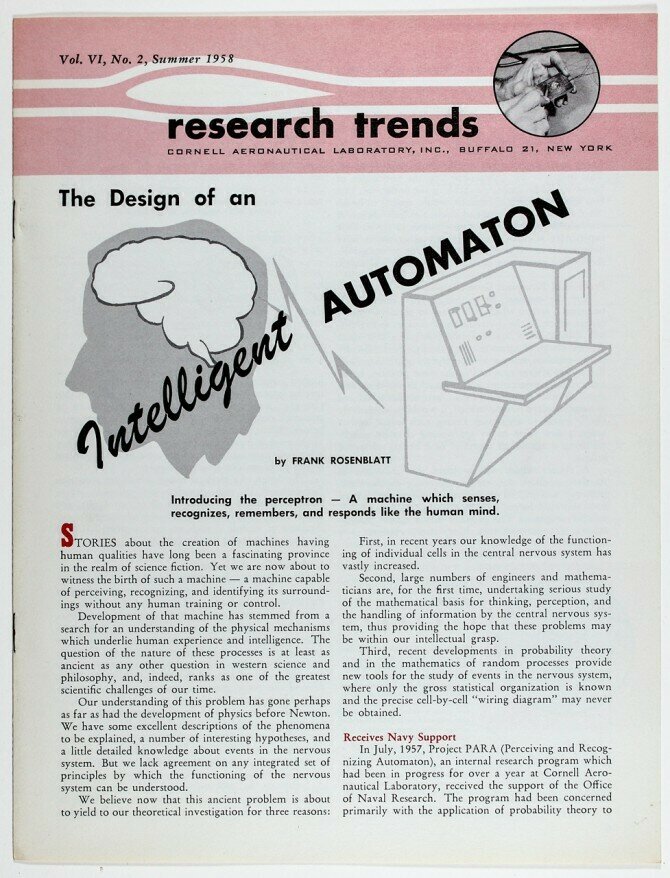 Vol. VI, No. 2, Summer 1958
research trends
CORNELL AERONAUTICAL LABORATORY, INC., BUFFALO 21, NEW YORK
The Design of an
Intelligent
AUTOMATON
by FRANK ROSENBLATT
Introducing the perceptron — A machine which senses,
recognizes, remembers, and responds like the human mind.
STORIES about the creation of machines having
human qualities have long been a fascinating province
in the realm of science fiction. Yet we are now about to
witness the birth of such a machine — a machine capable
of perceiving, recognizing, and identifying its surround-
ings without any human training or control.
Development of that machine has stemmed from a
search for an understanding of the physical mechanisms
which underlie human experience and intelligence. The
question of the nature of these processes is at least as
ancient as any other question in western science and
philosophy, and, indeed, ranks as one of the greatest
scientific challenges of our time.
Our understanding of this problem has gone perhaps
as far as had the development of physics before Newton.
We have some excellent descriptions of the phenomena
to be explained, a number of interesting hypotheses, and
a little detailed knowledge about events in the nervous
system. But we lack agreement on any integrated set of
principles by which the functioning of the nervous
system can be understood.
We believe now that this ancient problem is about
to yield to our theoretical investigation for three reasons:
First, in recent years our knowledge of the function-
ing of individual cells in the central nervous system has
vastly increased.
Second, large numbers of engineers and mathema-
ticians are, for the first time, undertaking serious study
of the mathematical basis for thinking, perception, and
the handling of information by the central nervous sys-
tem, thus providing the hope that these problems may
be within our intellectual grasp.
Third, recent developments in probability theory
and in the mathematics of random processes provide
new tools for the study of events in the nervous system,
where only the gross statistical organization is known
and the precise cell-by-cell “wiring diagram” may never
be obtained.
Receives Navy Support
In July, 1957, Project PARA (Perceiving and Recog-
nizing Automaton), an internal research program which
had been in progress for over a year at Cornell Aero-
nautical Laboratory, received the support of the Office
of Naval Research. The program had been concerned
primarily with the application of probability theory to